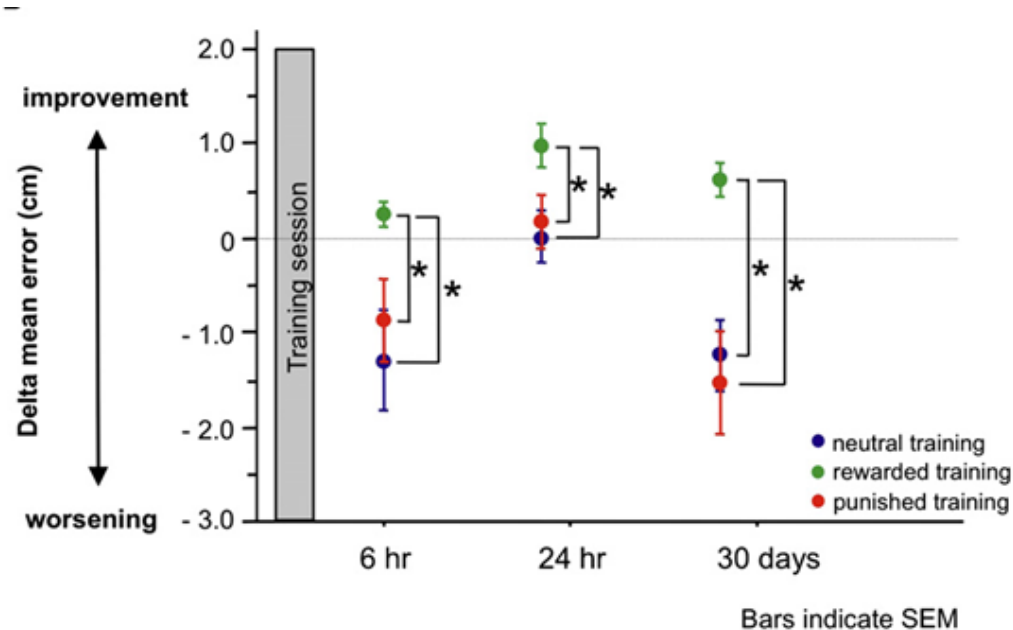 2.0
improvement
1.0
0
- 1.0
- 2.0
- 3.0
worsening
Delta mean error (cm)
Training session
*
*
*
*
*
*
neutral training
rewarded training
punished training
6 hr
24 hr
30 days
Bars indicate SEM